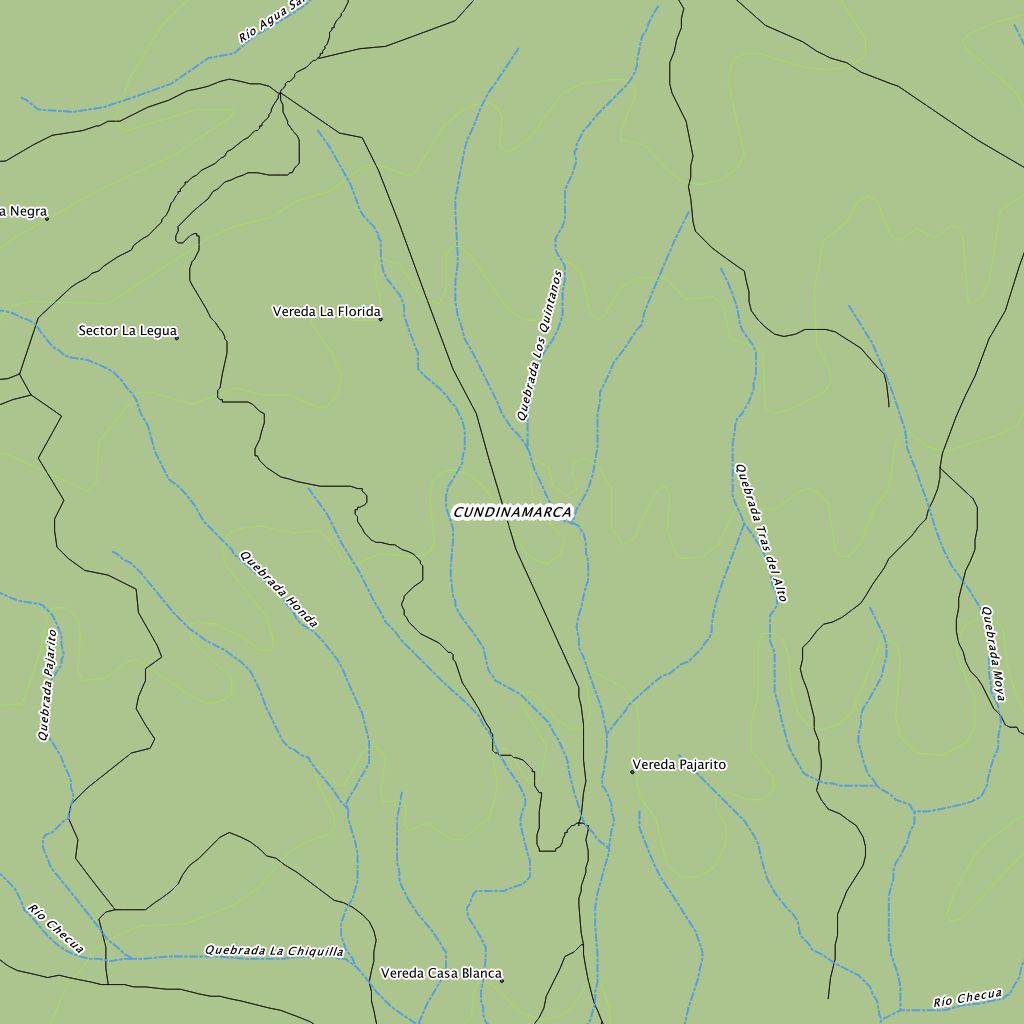 Río Agua
a Negra
Vereda La Florida
Sector La Legua
Quebrada Los Quintanos
CUNDINAMARCA
Quebrada Tras del Alto
Quebrada Honda
Quebrada Pajarito
Quebrada Moya
Vereda Pajarito
Río Checua
Quebrada La Chiquilla
Vereda Casa Blanca
Río Checua